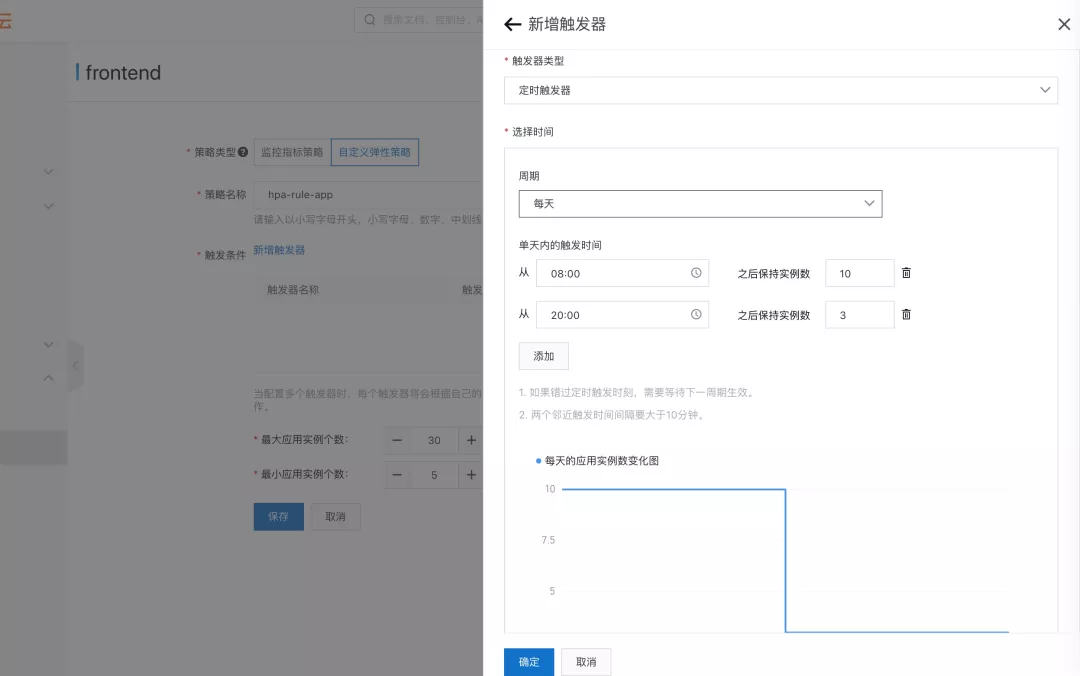 云
搜索文档、控制台、A
frontend
* 策略类型 监控指标策略 自定义弹性策略
* 策略名称 hpa-rule-app
请输入以小写字母开头，小写字母、数字、中划线
* 触发条件 新增触发器
触发器名称 触发
当配置多个触发器时，每个触发器将会根据自己的
作。
* 最大应用实例个数： 30
* 最小应用实例个数： 5
保存 取消
新增触发器
* 触发器类型
定时触发器
* 选择时间
周期
每天
单天内的触发时间
从 08:00 之后保持实例数 10
从 20:00 之后保持实例数 3
添加
1. 如果错过定时触发时刻，需要等待下一周期生效。
2. 两个邻近触发时间间隔要大于10分钟。
每天的应用实例数变化图
10
7.5
5
确定 取消